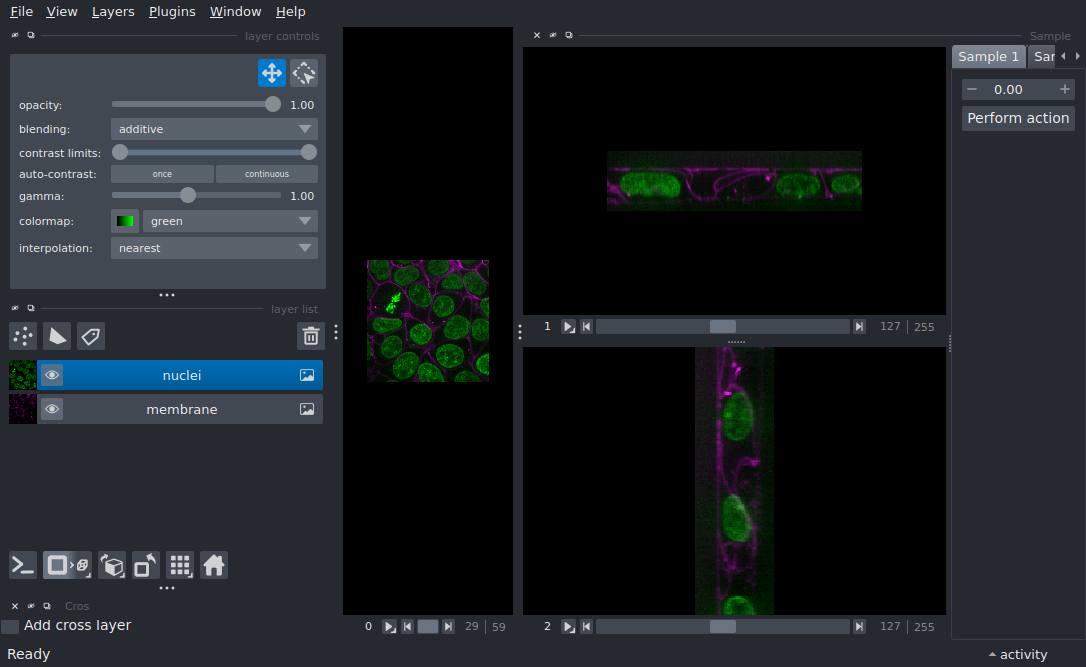 File View Layers Plugins Window Help
layer controls
opacity: 1.00
blending: additive
contrast limits:
auto-contrast: once continuous
gamma: 1.00
colormap: green
interpolation: nearest
layer list
nuclei
membrane
Cros
Add cross layer
Ready
0 29 59
1 127 255
2 127 255
Sample
Sample 1 Sar
0.00
Perform action
activity